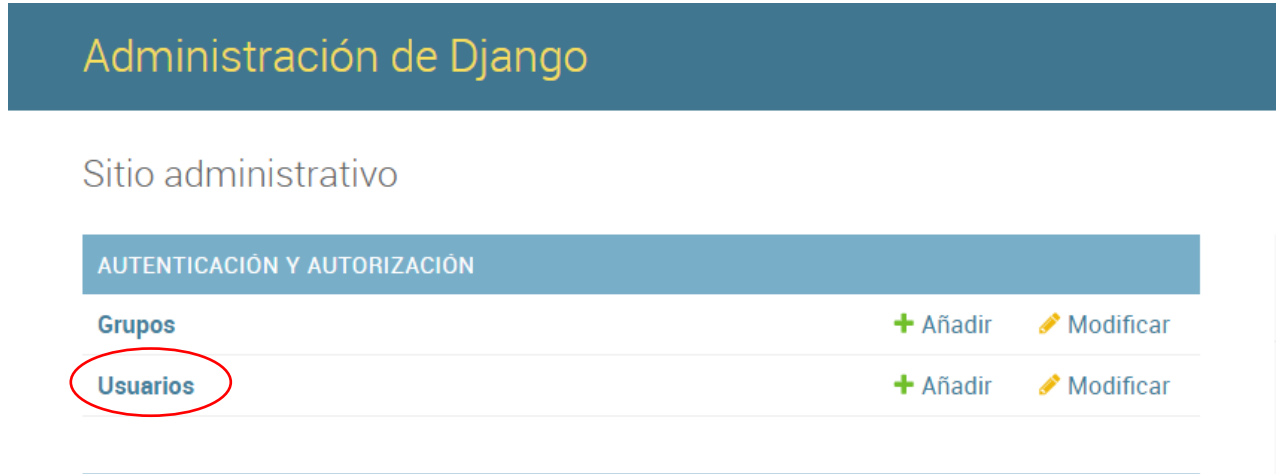 Administración de Django
Sitio administrativo
AUTENTICACIÓN Y AUTORIZACIÓN
Grupos Añadir Modificar
Usuarios Añadir Modificar